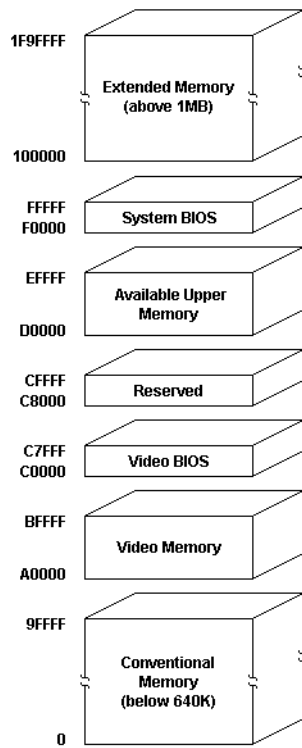 1F9FFFF
Extended Memory
(above 1MB)
100000
FFFFF
System BIOS
F0000
EFFFF
Available Upper
Memory
D0000
CFFFF
Reserved
C8000
C7FFF
Video BIOS
C0000
BFFFF
Video Memory
A0000
9FFFF
Conventional
Memory
(below 640K)
0